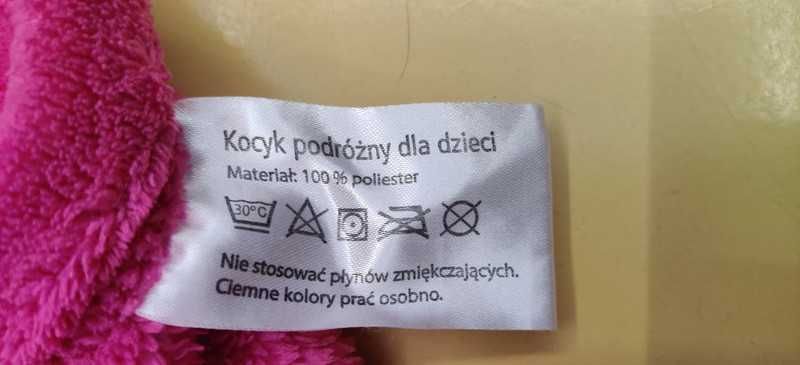 Kocyk podróżny dla dzieci
Materiał: 100 % poliester
30°C
Nie stosować płynów zmiękczających.
Ciemne kolory prać osobno.